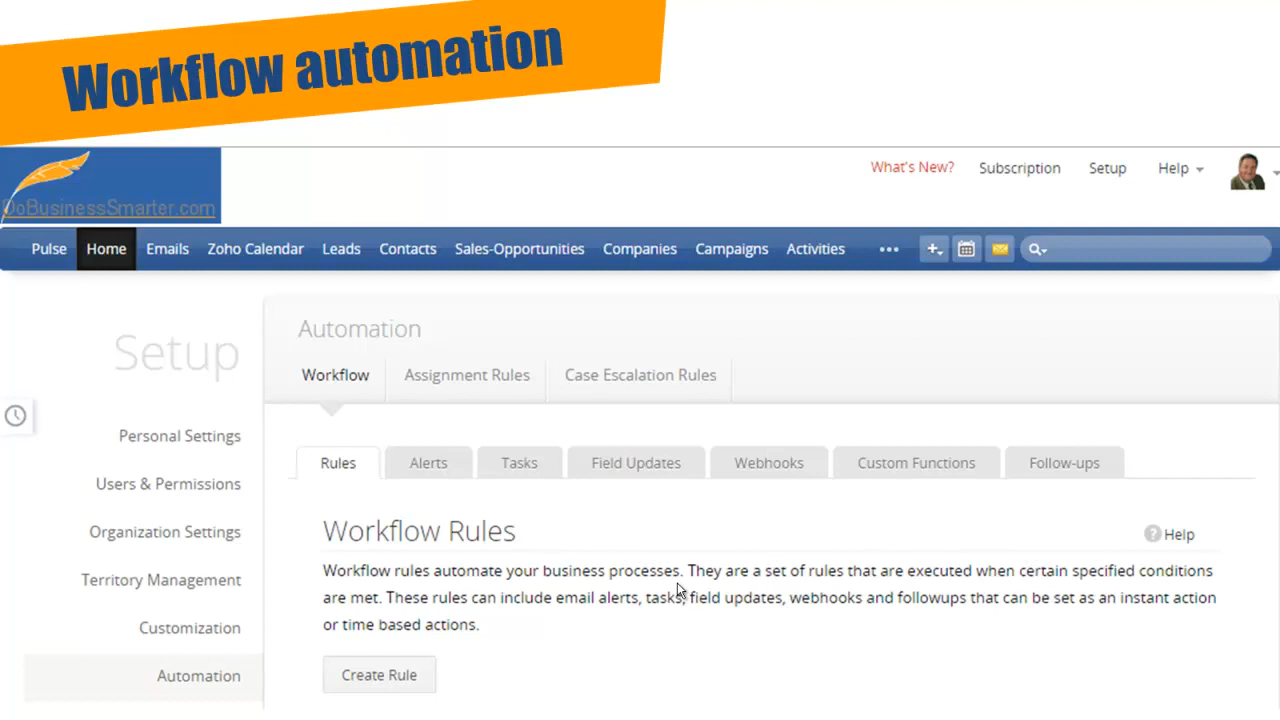 Workflow automation
DoBusinessSmarter.com
What's New? Subscription Setup Help
Pulse Home Emails Zoho Calendar Leads Contacts Sales-Opportunities Companies Campaigns Activities •••
Setup
Automation
Workflow Assignment Rules Case Escalation Rules
Personal Settings
Users & Permissions
Organization Settings
Territory Management
Customization
Automation
Rules Alerts Tasks Field Updates Webhooks Custom Functions Follow-ups
Workflow Rules
? Help
Workflow rules automate your business processes. They are a set of rules that are executed when certain specified conditions
are met. These rules can include email alerts, tasks, field updates, webhooks and followups that can be set as an instant action
or time based actions.
Create Rule